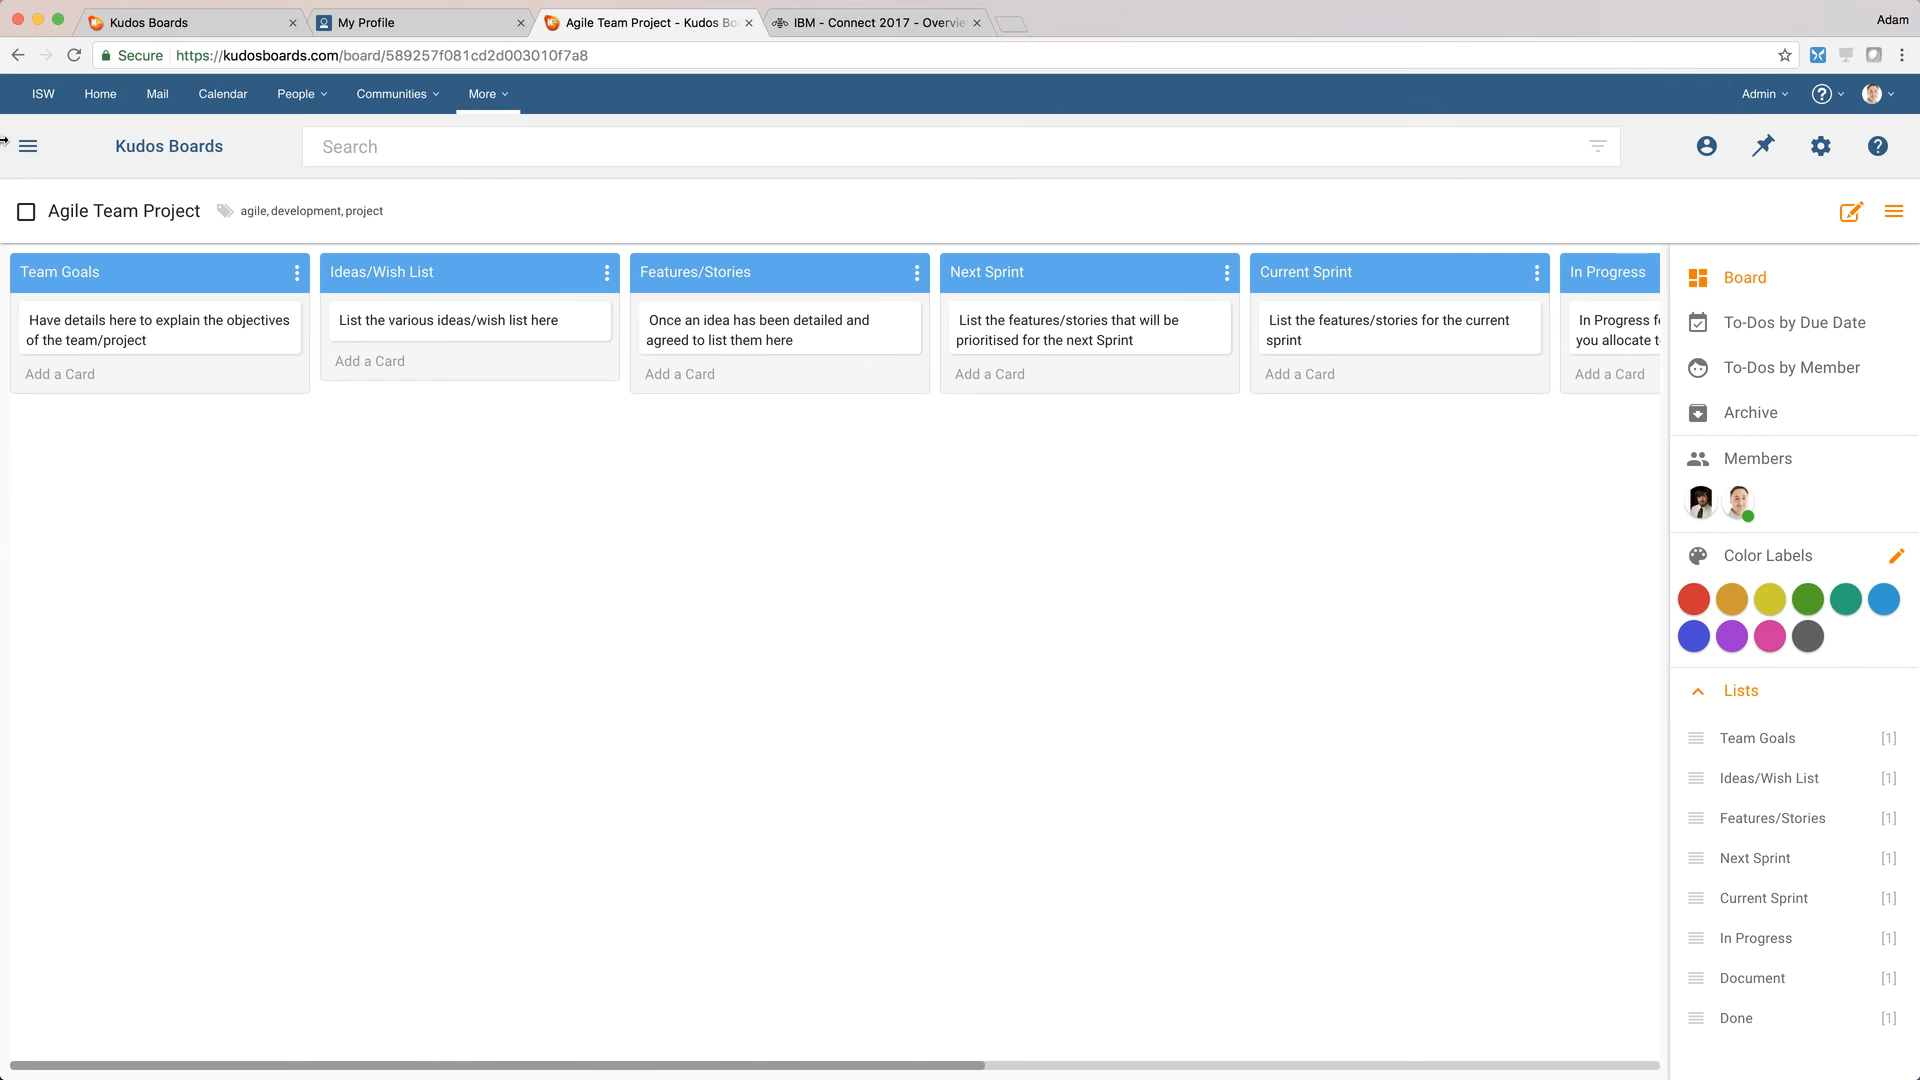 Kudos Boards
My Profile
Agile Team Project - Kudos Bo
IBM - Connect 2017 - Overvie
Adam
Secure https://kudosboards.com/board/589257f081cd2d003010f7a8
ISW Home Mail Calendar People Communities More Admin
Kudos Boards Search
Agile Team Project agile, development, project
Team Goals
Have details here to explain the objectives
of the team/project
Add a Card
Ideas/Wish List
List the various ideas/wish list here
Add a Card
Features/Stories
Once an idea has been detailed and
agreed to list them here
Add a Card
Next Sprint
List the features/stories that will be
prioritised for the next Sprint
Add a Card
Current Sprint
List the features/stories for the current
sprint
Add a Card
In Progress
In Progress f
you allocate t
Add a Card
Board
To-Dos by Due Date
To-Dos by Member
Archive
Members
Color Labels
Lists
Team Goals [1]
Ideas/Wish List [1]
Features/Stories [1]
Next Sprint [1]
Current Sprint [1]
In Progress [1]
Document [1]
Done [1]